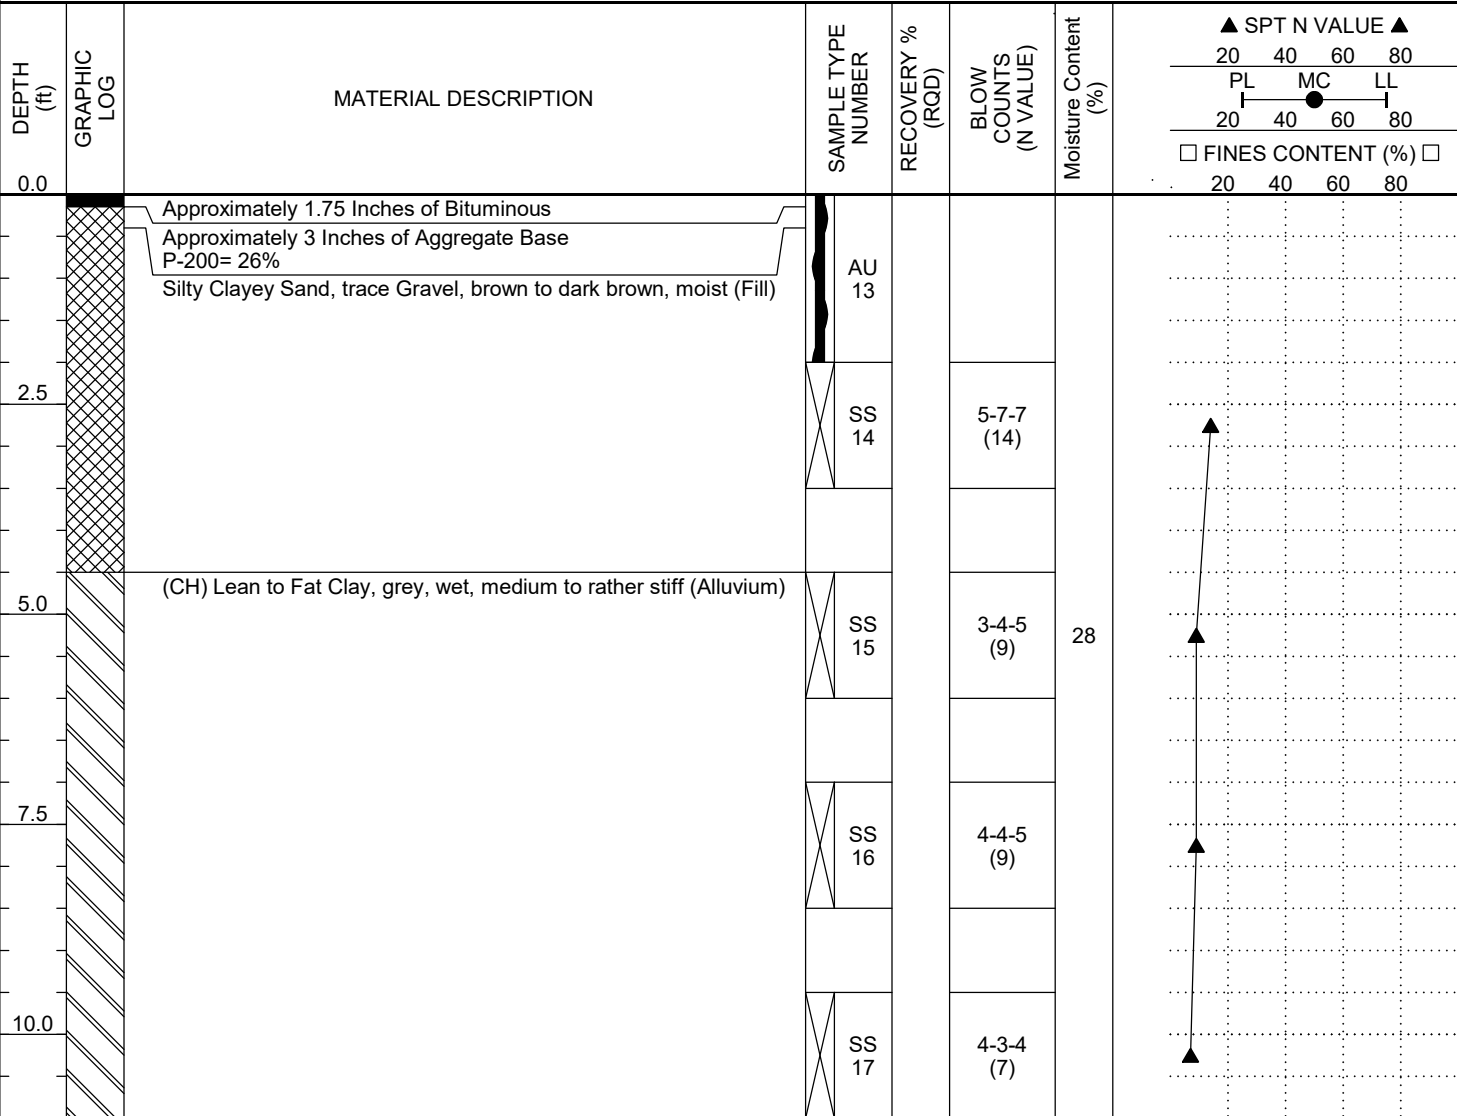 DEPTH
(ft)
GRAPHIC
LOG
MATERIAL DESCRIPTION
SAMPLE TYPE
NUMBER
RECOVERY %
(RQD)
BLOW
COUNTS
(N VALUE)
Moisture Content
(%)
▲ SPT N VALUE ▲
20 40 60 80
PL MC LL
20 40 60 80
□ FINES CONTENT (%) □
20 40 60 80
0.0
Approximately 1.75 Inches of Bituminous
Approximately 3 Inches of Aggregate Base
P-200= 26%
Silty Clayey Sand, trace Gravel, brown to dark brown, moist (Fill)
AU
13
2.5
SS
14
5-7-7
(14)
(CH) Lean to Fat Clay, grey, wet, medium to rather stiff (Alluvium)
5.0
SS
15
3-4-5
(9)
28
7.5
SS
16
4-4-5
(9)
10.0
SS
17
4-3-4
(7)